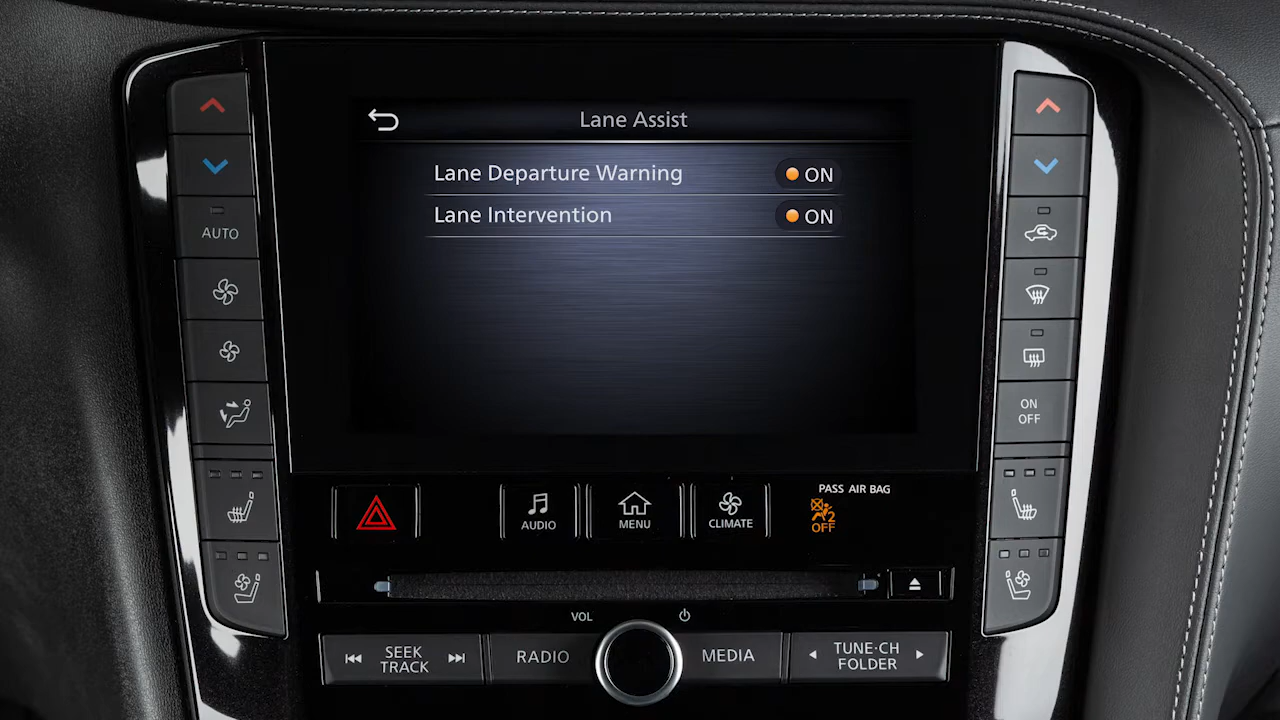 Lane Assist
Lane Departure Warning ON
Lane Intervention ON
AUTO
ON
OFF
AUDIO
MENU
CLIMATE
PASS AIR BAG
2
OFF
VOL
SEEK
TRACK
RADIO
MEDIA
TUNE·CH
FOLDER